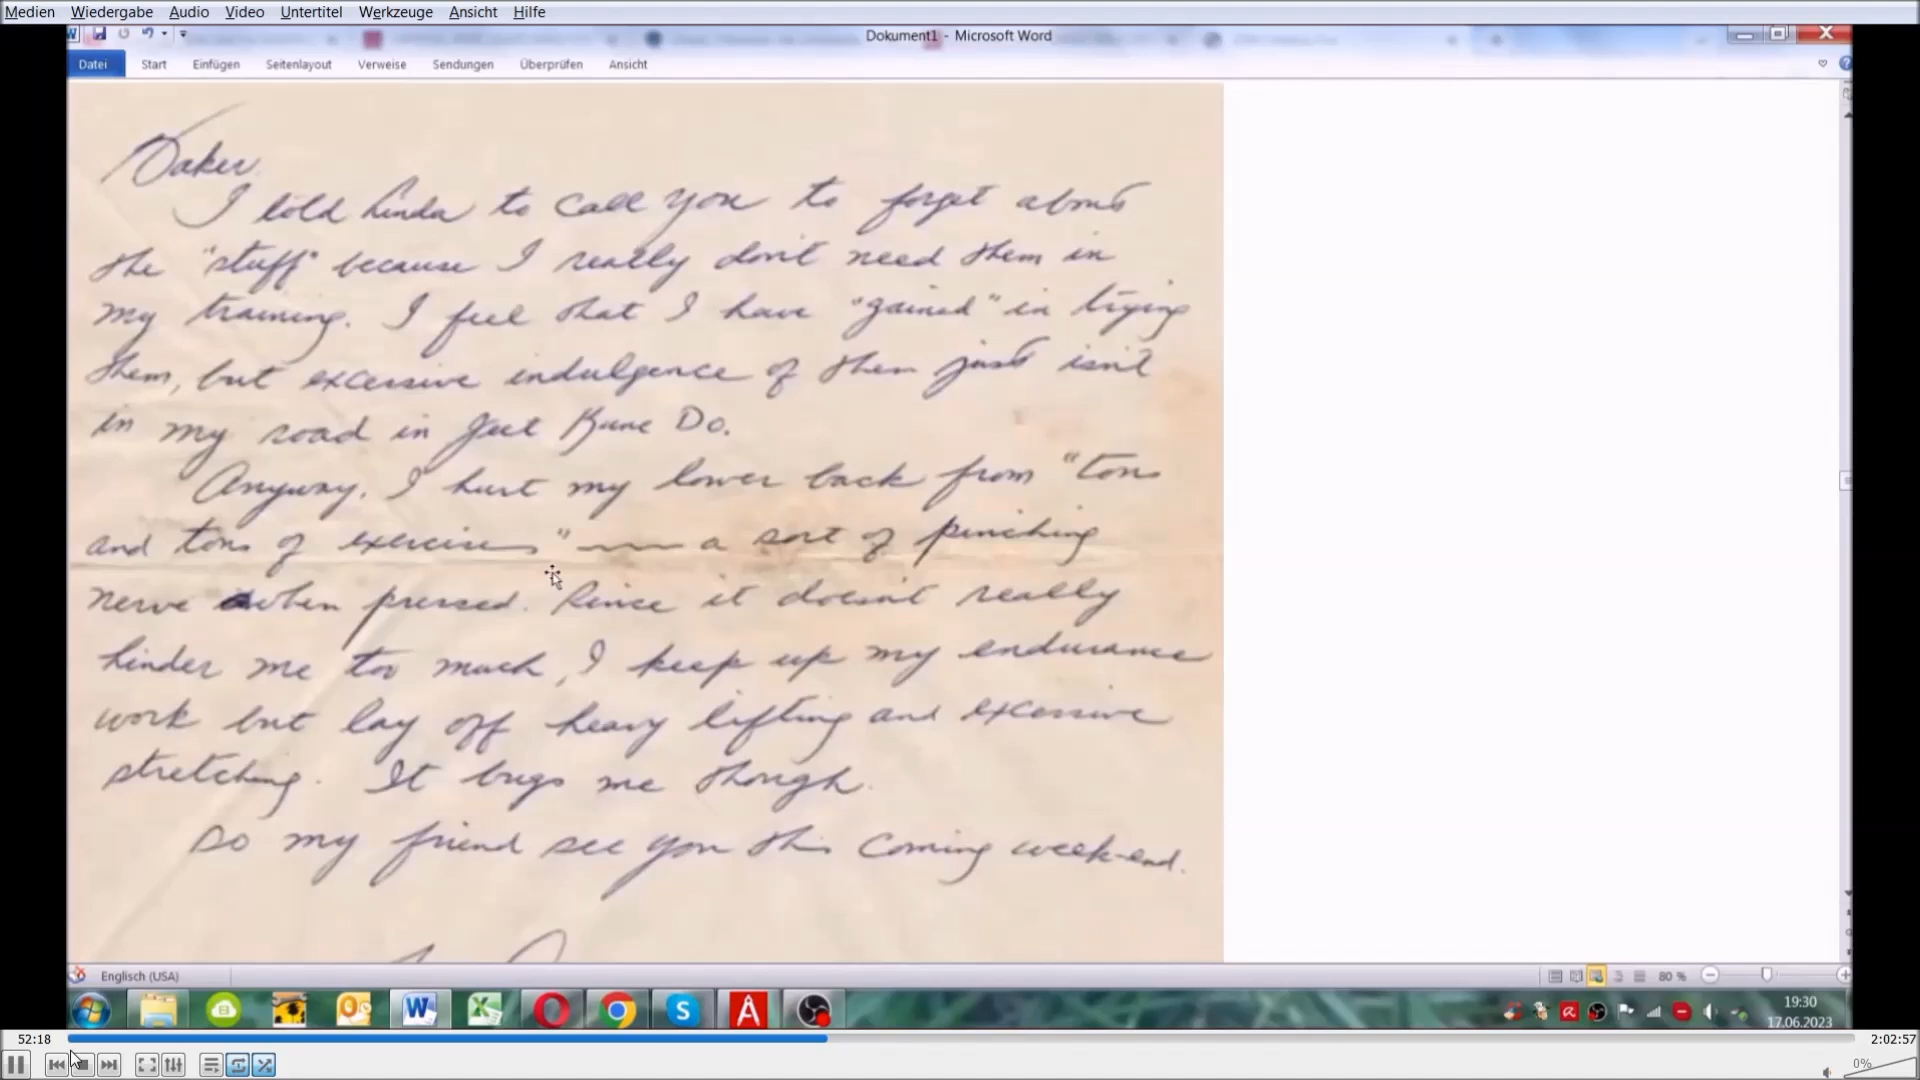 Medien Wiedergabe Audio Video Untertitel Werkzeuge Ansicht Hilfe
Dokument1 - Microsoft Word
Datei Start Einfügen Seitenlayout Verweise Sendungen Überprüfen Ansicht
Baker
I told Linda to call you to forget about
the "stuff" because I really don't need them in
my training. I feel that I have "gained" in trying
them, but excessive indulgence of them just isn't
in my road in Jeet Kune Do.
Anyway, I hurt my lower back from "tons
and tons of exercises" — a sort of pinching
nerve when pressed. Since it doesn't really
hinder me too much, I keep up my endurance
work but lay off heavy lifting and excessive
stretching. It bugs me though.
So my friend see you this coming week-end.
Englisch (USA)
80 %
19:30
17.06.2023
52:18
2:02:57
0%